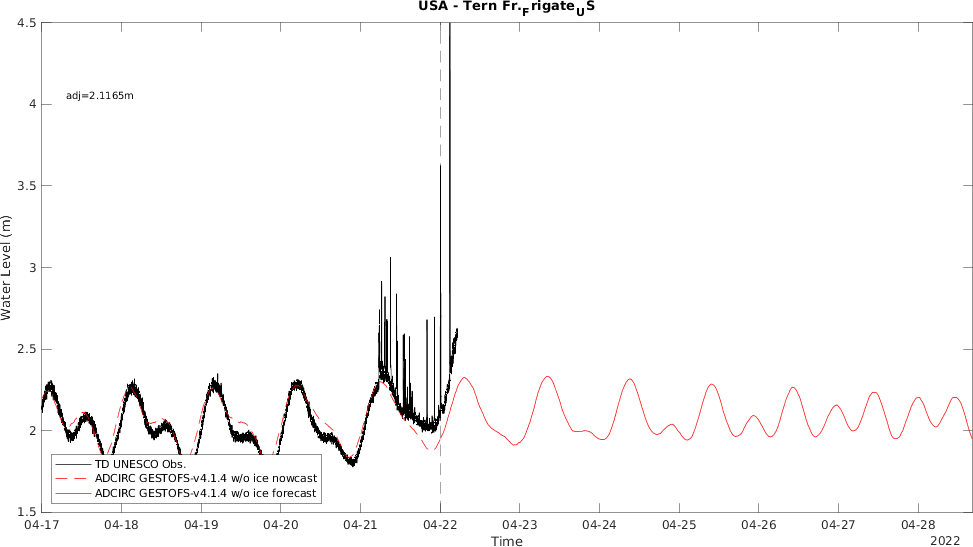 USA - Tern Fr.FrigateUS
4.5
adj=2.1165m
4
3.5
3
2.5
2
1.5
Water Level (m)
TD UNESCO Obs.
ADCIRC GESTOFS-v4.1.4 w/o ice nowcast
ADCIRC GESTOFS-v4.1.4 w/o ice forecast
04-17 04-18 04-19 04-20 04-21 04-22 04-23 04-24 04-25 04-26 04-27 04-28
Time
2022